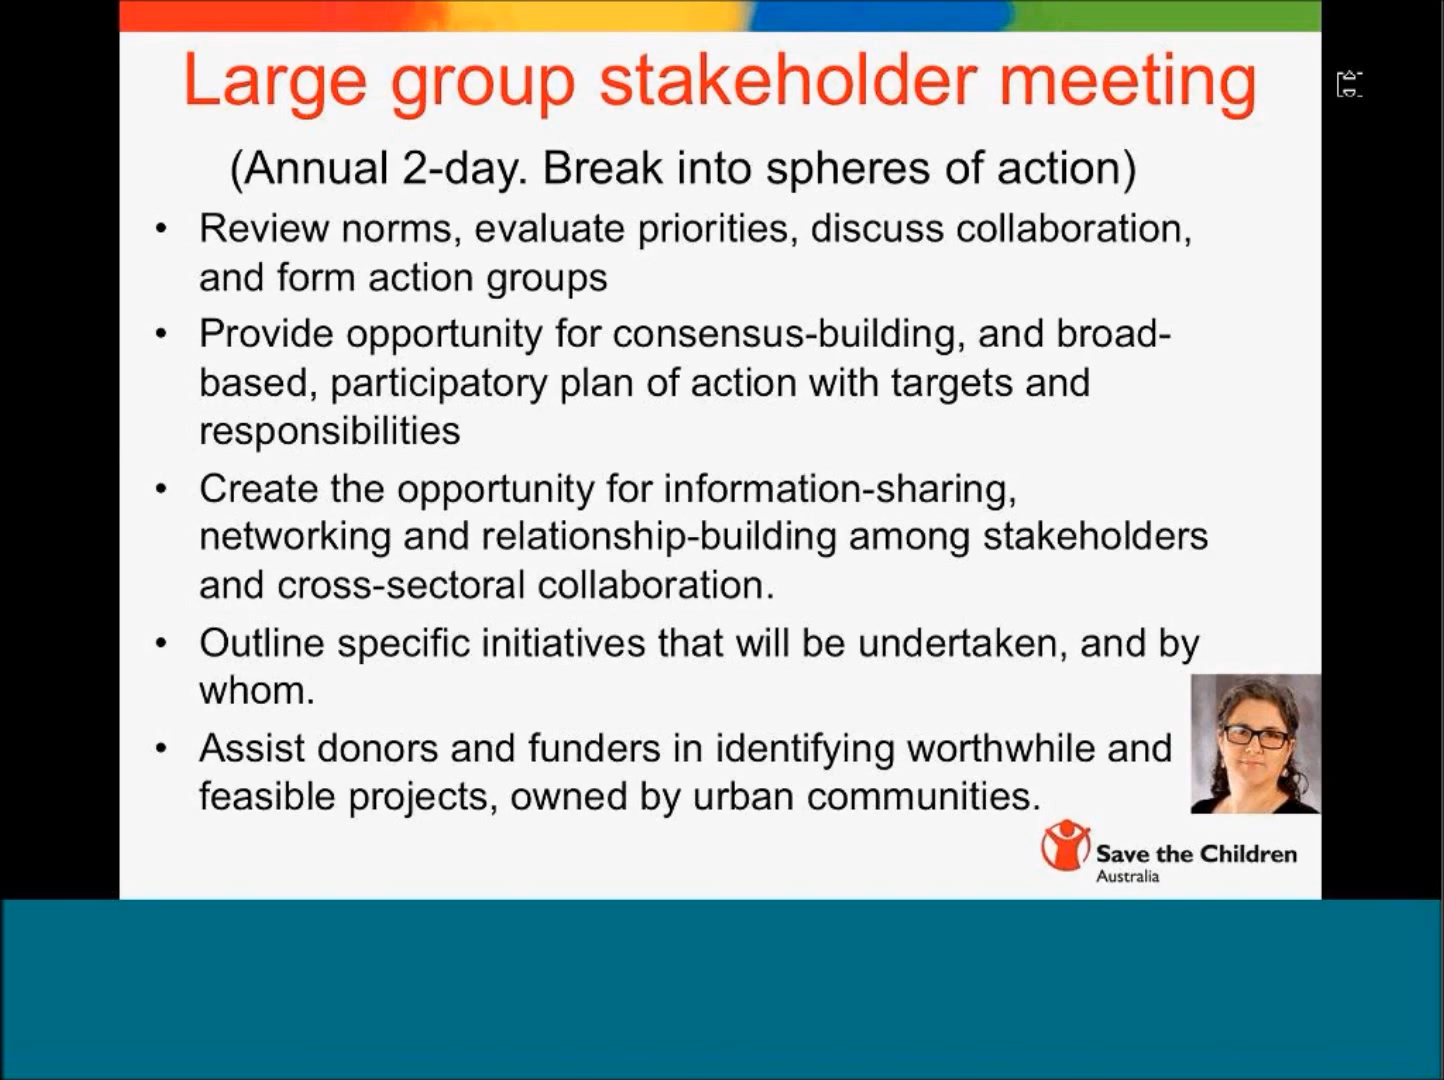 Large group stakeholder meeting
(Annual 2-day. Break into spheres of action)
• Review norms, evaluate priorities, discuss collaboration,
and form action groups
• Provide opportunity for consensus-building, and broad-
based, participatory plan of action with targets and
responsibilities
• Create the opportunity for information-sharing,
networking and relationship-building among stakeholders
and cross-sectoral collaboration.
• Outline specific initiatives that will be undertaken, and by
whom.
• Assist donors and funders in identifying worthwhile and
feasible projects, owned by urban communities.
Save the Children
Australia